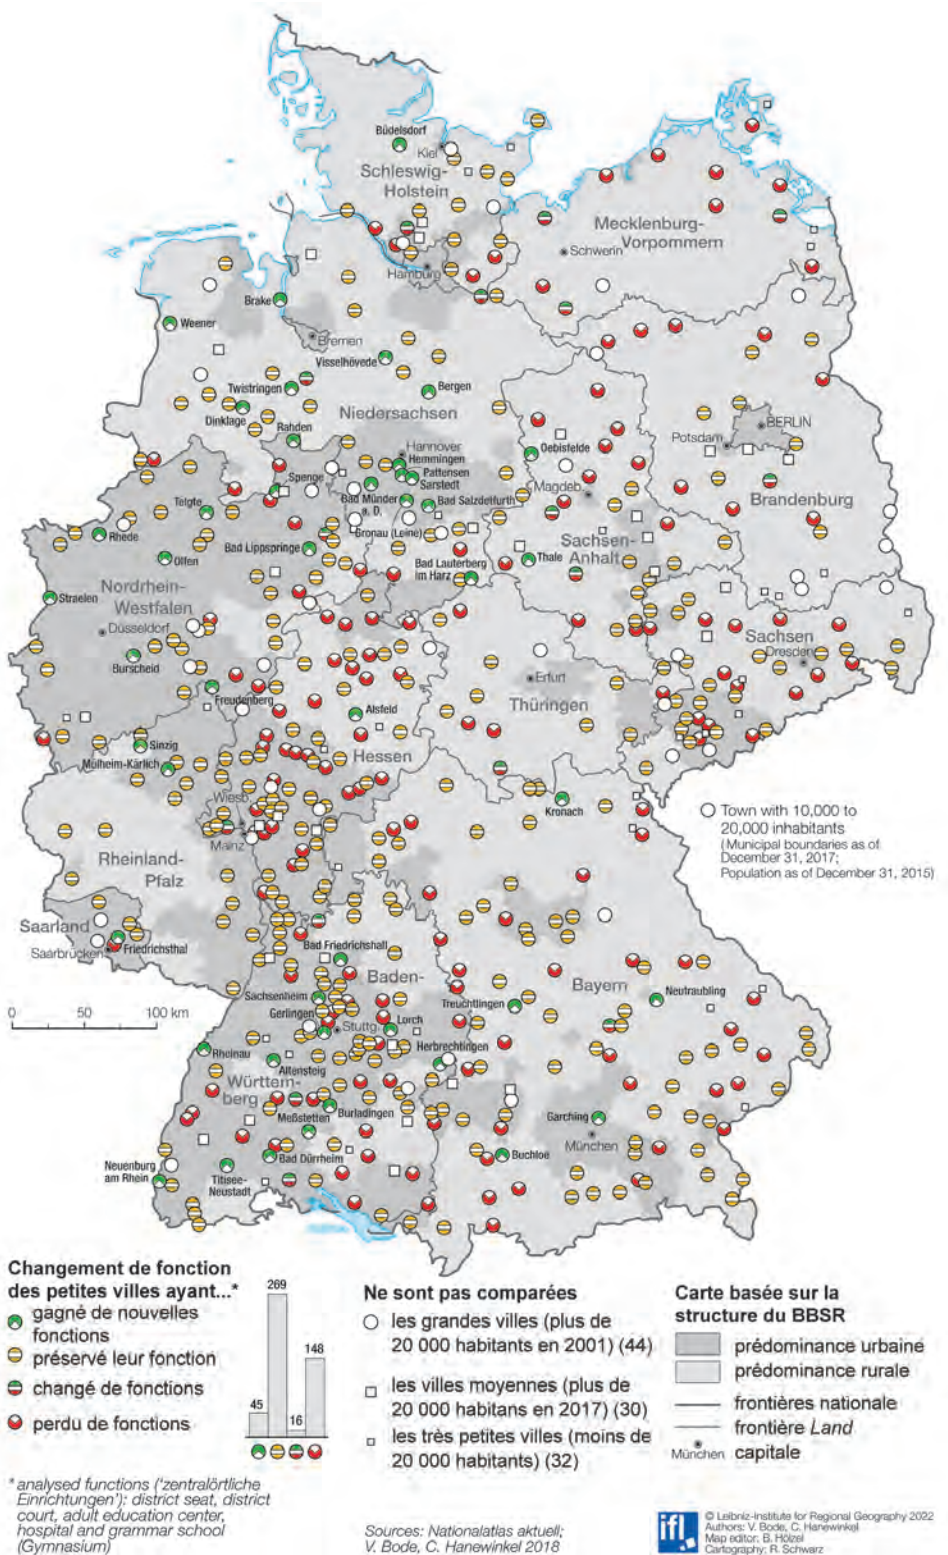 Büdelsdorf
Kiel
Schleswig-
Holstein
Mecklenburg-
Vorpommern
Schwerin
Hamburg
Brake
Weener
Bremen
Visselhövede
Twistringen
Bergen
Dinklage
Niedersachsen
Rahden
BERLIN
Potsdam
Hannover
Hemmingen
Oebisfelde
Pattensen
Sarstedt
Spenge
Magdeb.
Brandenburg
Telgte
Bad Münder
a. D.
Bad Salzdetfurth
Rhede
Gronau (Leine)
Sachsen-
Anhalt
Bad Lippspringe
Olfen
Bad Lauterberg
im Harz
Thale
Nordrhein-
Westfalen
Straelen
Düsseldorf
Sachsen
Dresden
Burscheid
Erfurt
Freudenberg
Thüringen
Alsfeld
Sinzig
Hessen
Mülheim-Kärlich
Wiesb.
Kronach
Mainz
Town with 10,000 to
20,000 inhabitants
(Municipal boundaries as of
December 31, 2017;
Population as of December 31, 2015)
Rheinland-
Pfalz
Saarland
Saarbrücken
Friedrichsthal
Bad Friedrichshall
Baden-
Bayern
Sachsenheim
Treuchtlingen
Neutraubling
Gerlingen
Lorch
Stuttg.
0 50 100 km
Rheinau
Herbrechtingen
Altensteig
Württem-
berg
Burladingen
Meßstetten
Garching
München
Bad Dürrheim
Buchloe
Neuenburg
am Rhein
Titisee-
Neustadt
Changement de fonction
des petites villes ayant...*
gagné de nouvelles
fonctions
préservé leur fonction
changé de fonctions
perdu de fonctions
269
148
45
16
* analysed functions ('zentralörtliche
Einrichtungen'): district seat, district
court, adult education center,
hospital and grammar school
(Gymnasium)
Ne sont pas comparées
les grandes villes (plus de
20 000 habitants en 2001) (44)
les villes moyennes (plus de
20 000 habitans en 2017) (30)
les très petites villes (moins de
20 000 habitants) (32)
Sources: Nationalatlas aktuell;
V. Bode, C. Hanewinkel 2018
Carte basée sur la
structure du BBSR
prédominance urbaine
prédominance rurale
frontières nationale
frontière Land
München capitale
ifl
© Leibniz-Institute for Regional Geography 2022
Authors: V. Bode, C. Hanewinkel
Map editor: B. Hölzel
Cartography: R. Schwarz